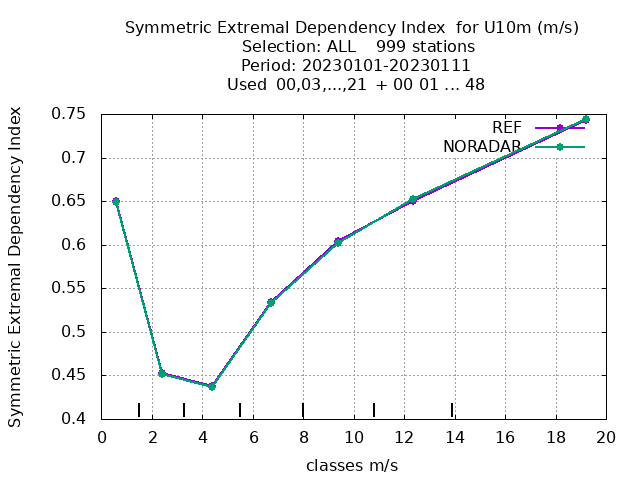 Symmetric Extremal Dependency Index for U10m (m/s)
Selection: ALL 999 stations
Period: 20230101-20230111
Used 00,03,...,21 + 00 01 ... 48
Symmetric Extremal Dependency Index
0.75
0.7
0.65
0.6
0.55
0.5
0.45
0.4
REF
NORADAR
0 2 4 6 8 10 12 14 16 18 20
classes m/s